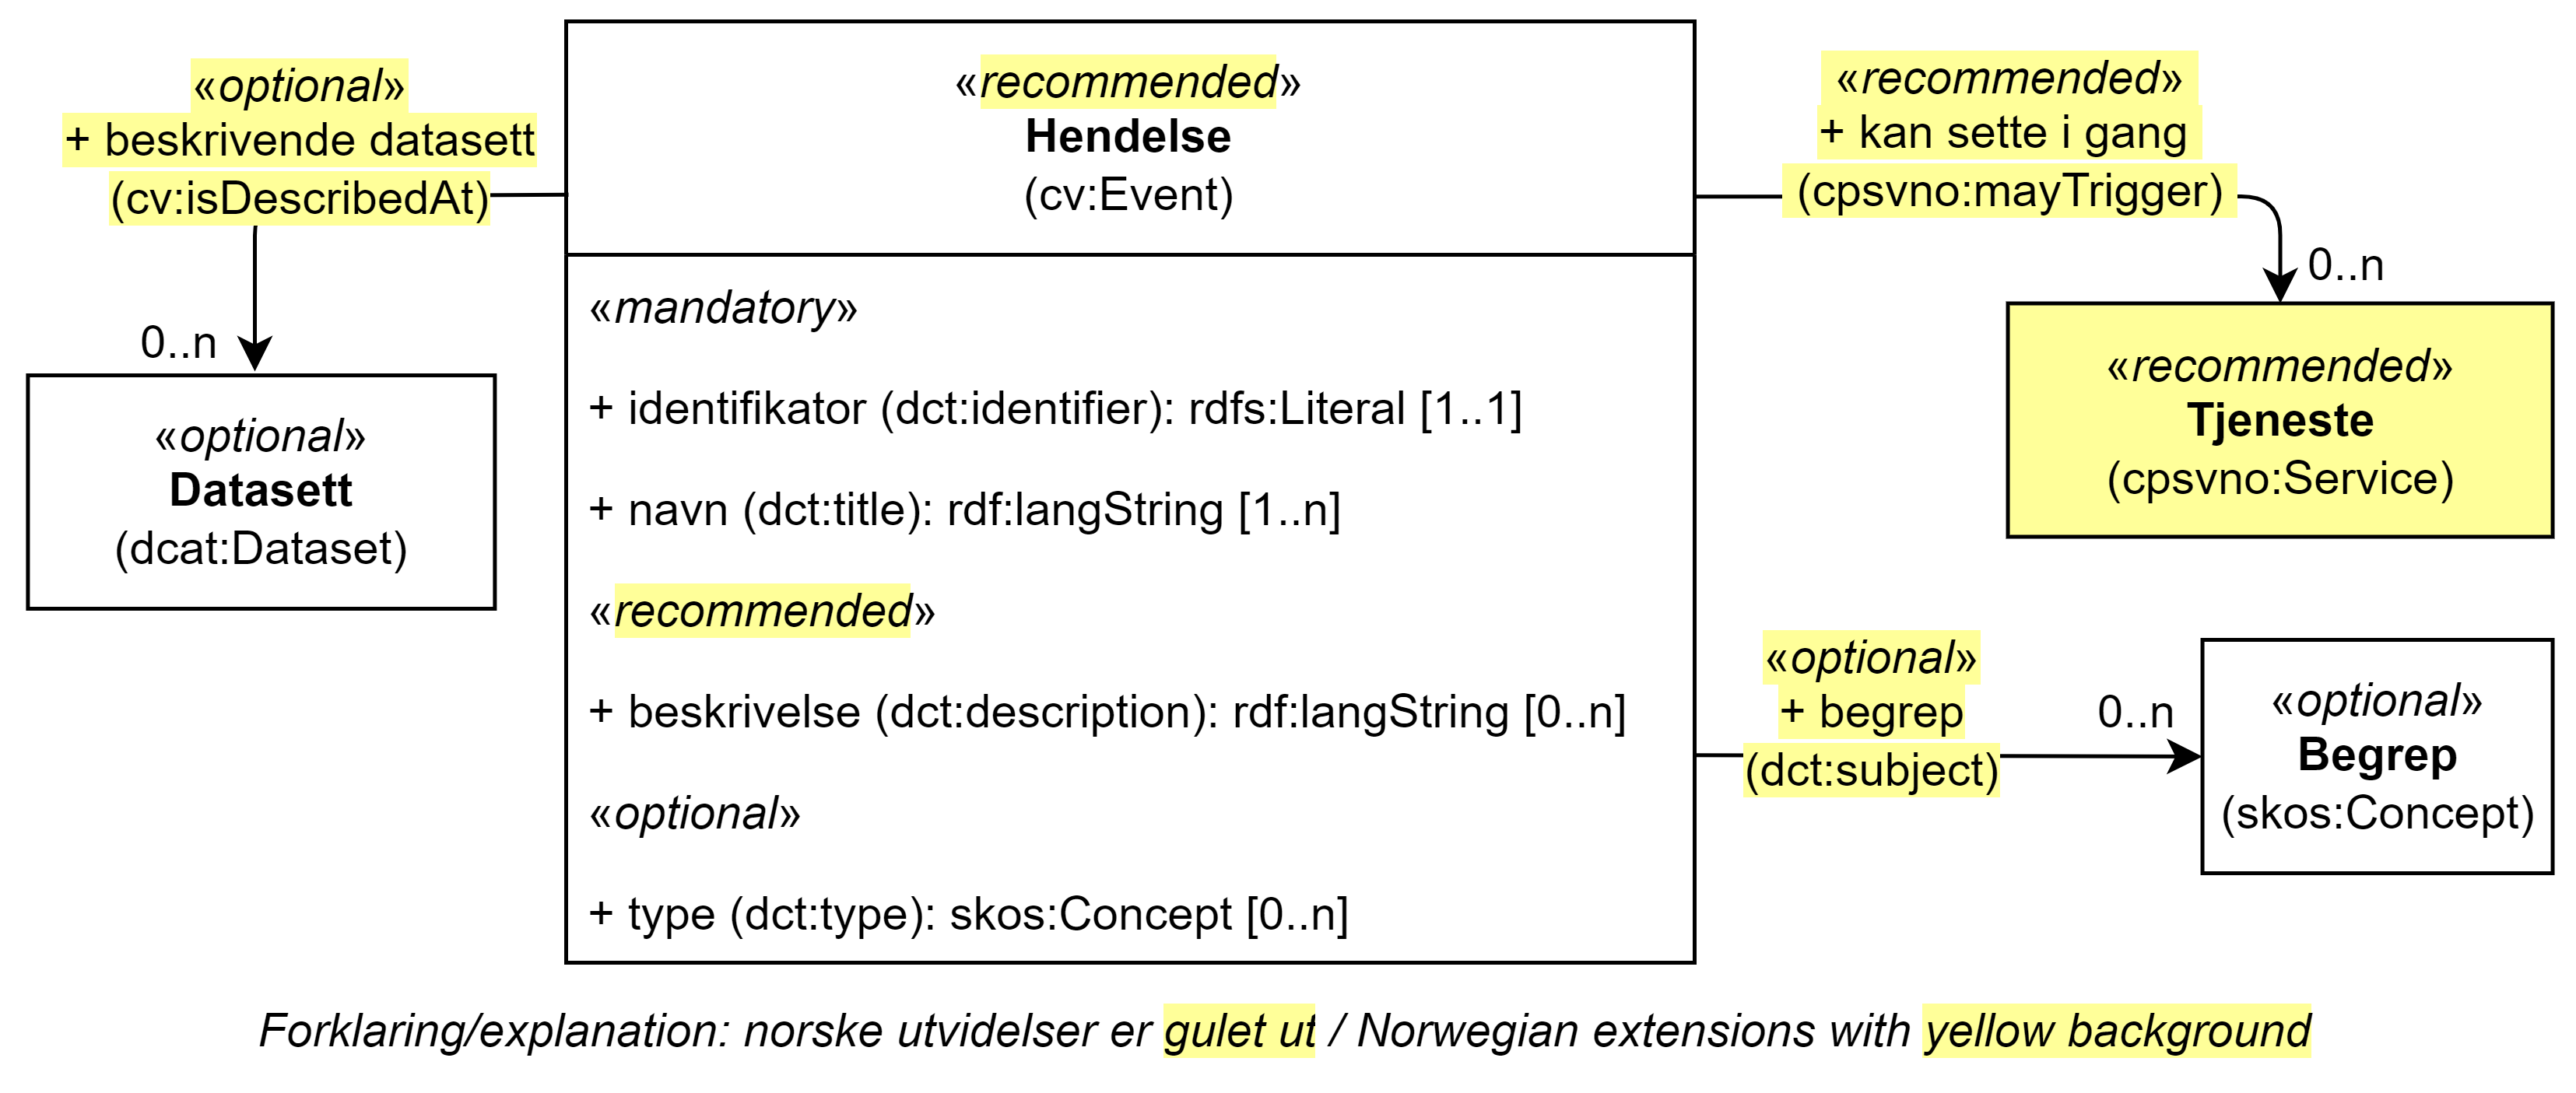 «optional»
+ beskrivende datasett
(cv:isDescribedAt)
0..n
«optional»
Datasett
(dcat:Dataset)
«recommended»
Hendelse
(cv:Event)
«mandatory»
+ identifikator (dct:identifier): rdfs:Literal [1..1]
+ navn (dct:title): rdf:langString [1..n]
«recommended»
+ beskrivelse (dct:description): rdf:langString [0..n]
«optional»
+ type (dct:type): skos:Concept [0..n]
«recommended»
+ kan sette i gang
(cpsvno:mayTrigger)
0..n
«recommended»
Tjeneste
(cpsvno:Service)
«optional»
+ begrep
(dct:subject)
0..n
«optional»
Begrep
(skos:Concept)
Forklaring/explanation: norske utvidelser er gulet ut / Norwegian extensions with yellow background